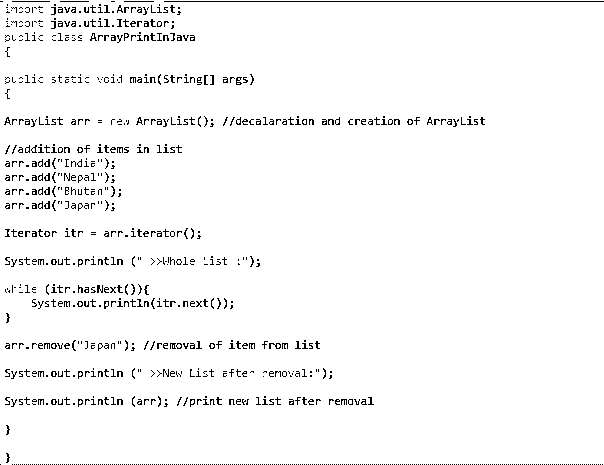 import java.util.ArrayList;
import java.util.Iterator;
public class ArrayPrintInJava
{
public static void main(String[] args)
{
ArrayList arr = new ArrayList(); //decalaration and creation of ArrayList
//addition of items in list
arr.add("India");
arr.add("Nepal");
arr.add("Bhutan");
arr.add("Japan");
Iterator itr = arr.iterator();
System.out.println (" >>Whole List :");
while (itr.hasNext()){
System.out.println(itr.next());
}
arr.remove("Japan"); //removal of item from list
System.out.println (" >>New List after removal:");
System.out.println (arr); //print new list after removal
}
}